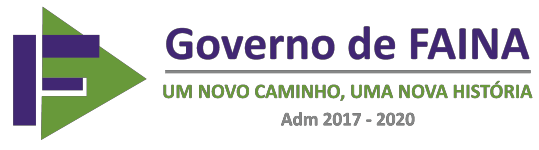 F
Governo de FAINA
UM NOVO CAMINHO, UMA NOVA HISTÓRIA
Adm 2017 - 2020